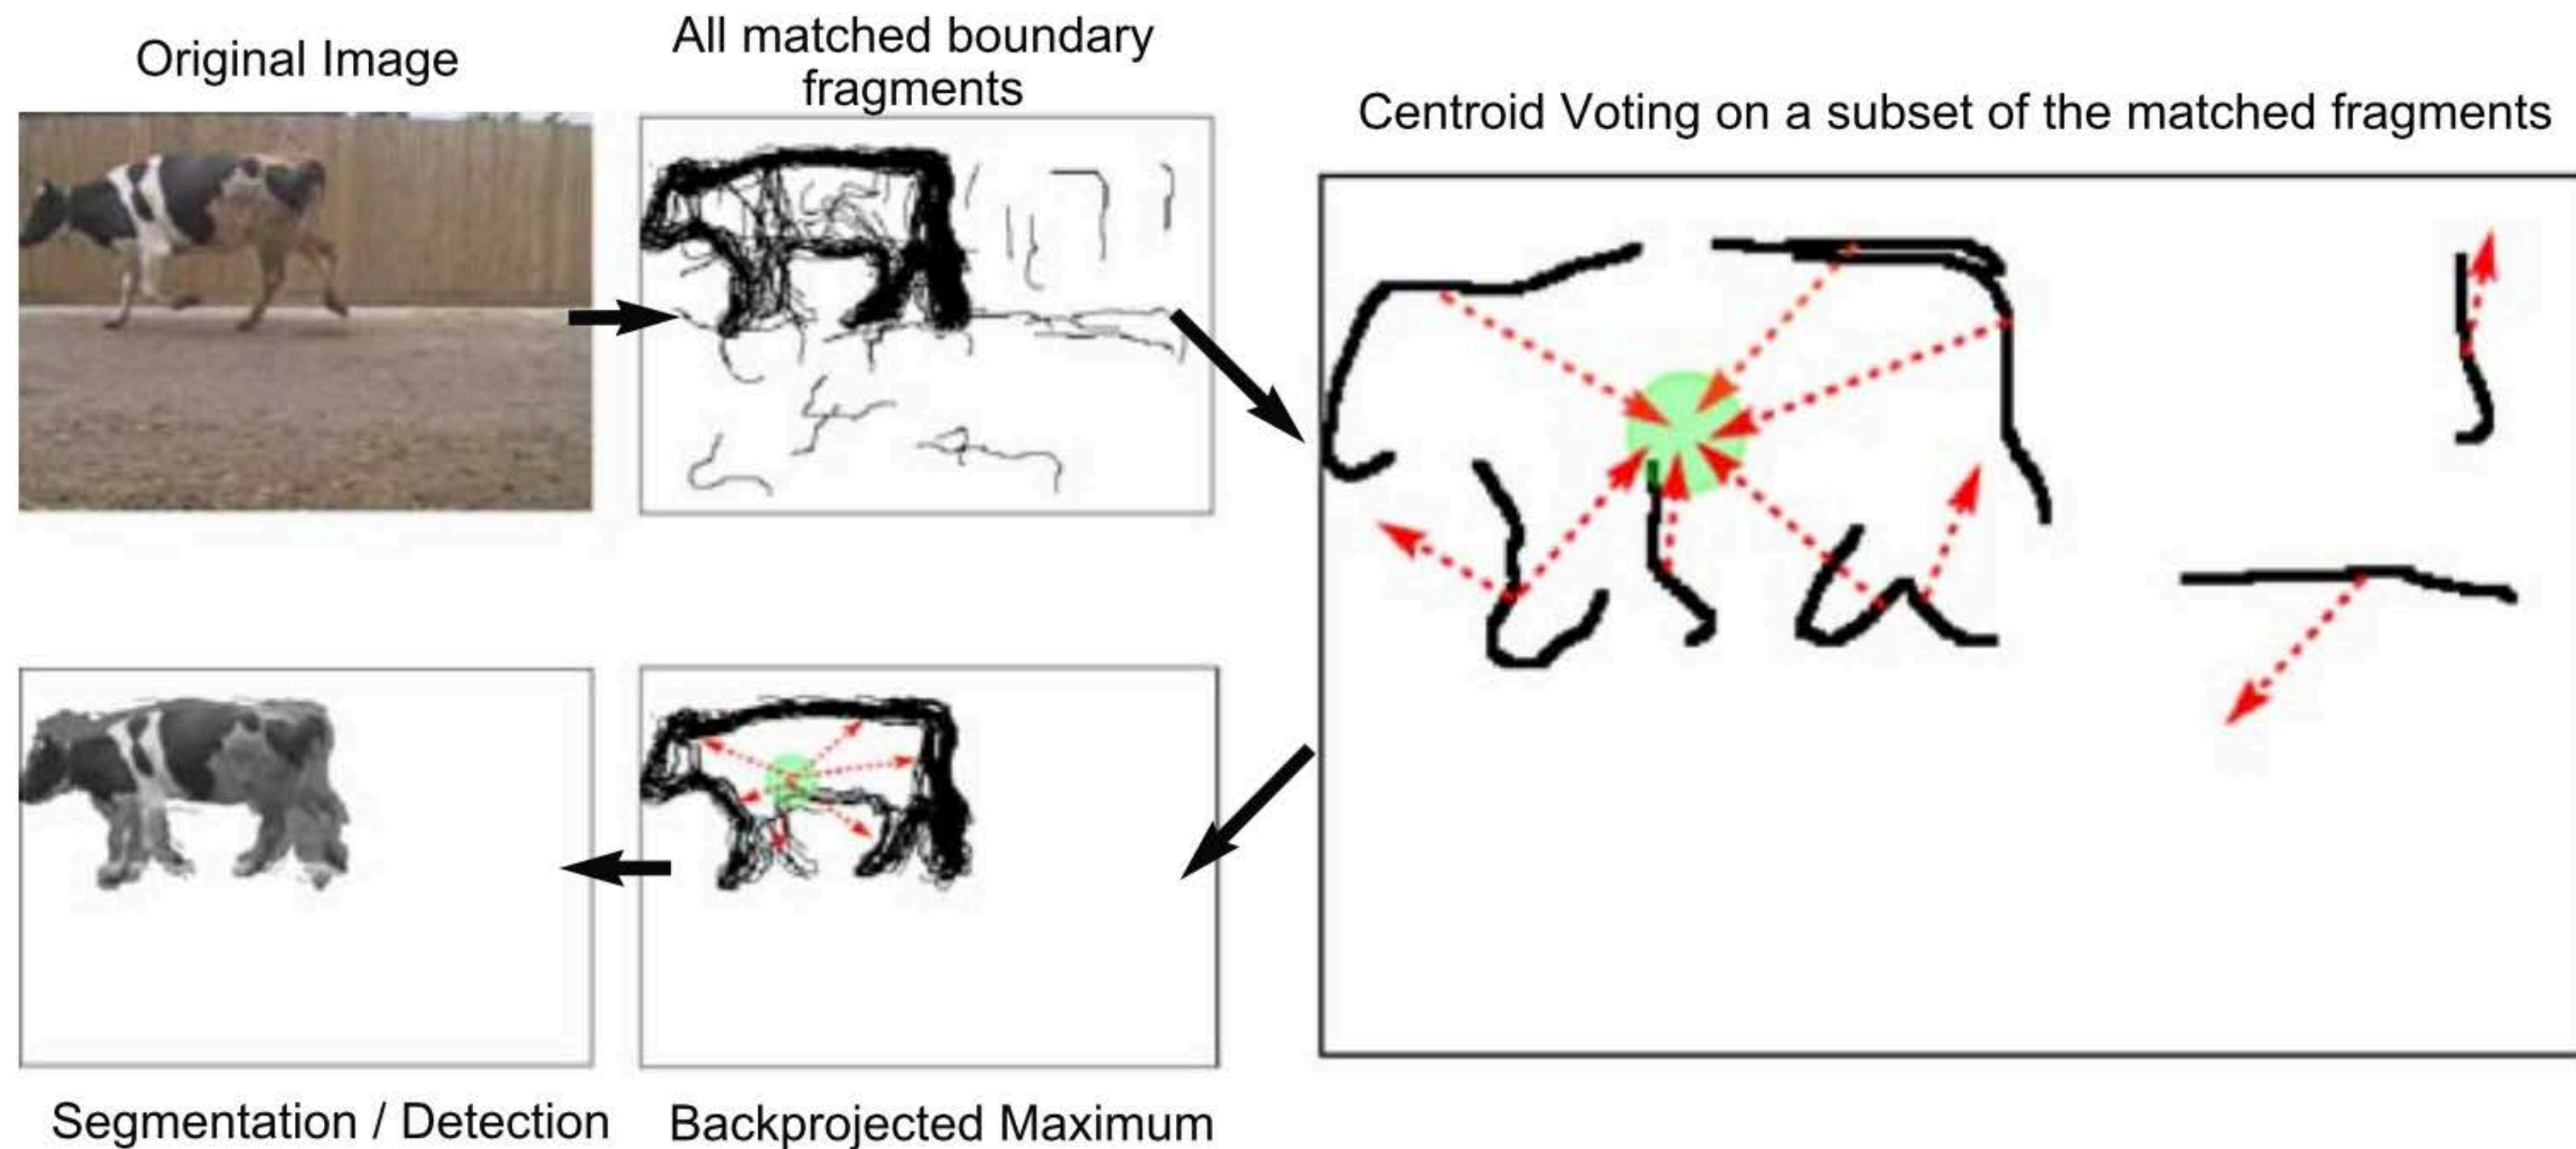 Original Image
All matched boundary
fragments
Centroid Voting on a subset of the matched fragments
Segmentation / Detection
Backprojected Maximum